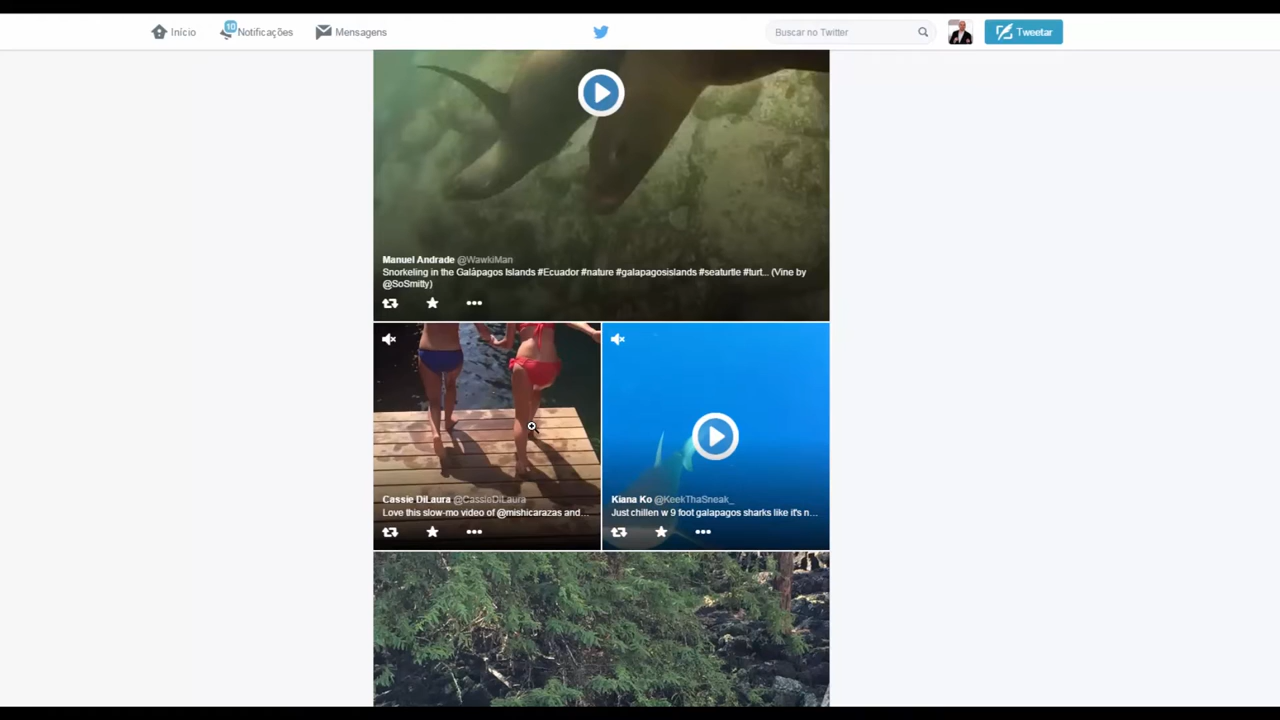 Início
10
Notificações
Mensagens
Buscar no Twitter
Tweetar
Manuel Andrade @WawkiMan
Snorkeling in the Galápagos Islands #Ecuador #nature #galapagosislands #seaturtle #turt... (Vine by
@SoSmitty)
Cassie DiLaura @CassieDiLaura
Love this slow-mo video of @mishicarazas and...
Kiana Ko @KeekThaSneak_
Just chillen w 9 foot galapagos sharks like it's n...